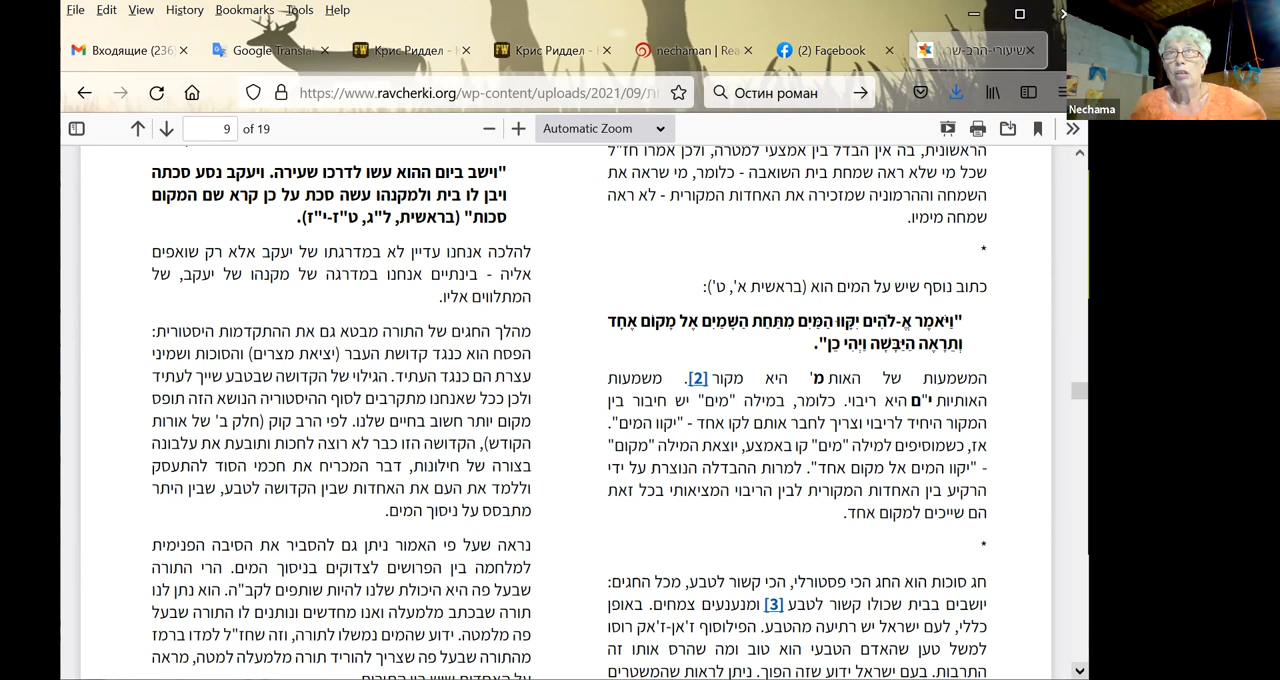 File Edit View History Bookmarks Tools Help
Входящие (236)
Google Transla
Крис Риддел -
Крис Риддел -
nechaman | Rea
(2) Facebook
שיעורי-הרב-שר
https://www.ravcherki.org/wp-content/uploads/2021/09/
Остин роман
Nechama
9 of 19
Automatic Zoom
הראשונית, בה אין הבדל בין אמצעי למטרה, ולכן אמרו חז"ל
שכל מי שלא ראה שמחת בית השואבה - כלומר, מי שראה את
השמחה וההרמוניה שמזכירה את האחדות המקורית - לא ראה
שמחה מימיו.
*
כתוב נוסף שיש על המים הוא (בראשית א', ט'):
"וַיֹּאמֶר אֱ-לֹהִים יִקָּווּ הַמַּיִם מִתַּחַת הַשָּׁמַיִם אֶל מָקוֹם אֶחָד
וְתֵרָאֶה הַיַּבָּשָׁה וַיְהִי כֵן".
המשמעות של האות מ' היא מקור [2]. משמעות
האותיות י"ם היא ריבוי. כלומר, במילה "מים" יש חיבור בין
המקור היחיד לריבוי וצריך לחבר אותם לקו אחד - "יקוו המים".
אז, כשמוסיפים למילה "מים" קו באמצע, יוצאת המילה "מקום"
- "יקוו המים אל מקום אחד". למרות ההבדלה הנוצרת על ידי
הרקיע בין האחדות המקורית לבין הריבוי המציאותי בכל זאת
הם שייכים למקום אחד.
*
חג סוכות הוא החג הכי פסטורלי, הכי קשור לטבע, מכל החגים:
יושבים בבית שכולו קשור לטבע [3] ומנענעים צמחים. באופן
כללי, לעם ישראל יש רתיעה מהטבע. הפילוסוף ז'אן-ז'אק רוסו
למשל טען שהאדם הטבעי הוא טוב ומה שהרס אותו זה
התרבות. בעם ישראל ידוע שזה הפוך. ניתן לראות שהמשטרים
"וישב ביום ההוא עשו לדרכו שעירה. ויעקב נסע סכתה
ויבן לו בית ולמקנהו עשה סכת על כן קרא שם המקום
סכות" (בראשית, ל"ג, ט"ז-י"ז).
להלכה אנחנו עדיין לא במדרגתו של יעקב אלא רק שואפים
אליה - בינתיים אנחנו במדרגה של מקנהו של יעקב, של
המתלווים אליו.
מהלך החגים של התורה מבטא גם את ההתקדמות היסטורית:
הפסח הוא כנגד קדושת העבר (יציאת מצרים) והסוכות ושמיני
עצרת הם כנגד העתיד. הגילוי של הקדושה שבטבע שייך לעתיד
ולכן ככל שאנחנו מתקרבים לסוף ההיסטוריה הנושא הזה תופס
מקום יותר חשוב בחיים שלנו. לפי הרב קוק (חלק ב' של אורות
הקודש), הקדושה הזו כבר לא רוצה לחכות ותובעת את עלבונה
בצורה של חילונות, דבר המכריח את חכמי הסוד להתעסק
וללמד את העם את האחדות שבין הקדושה לטבע, שבין היתר
מתבסס על ניסוך המים.
נראה שעל פי האמור ניתן גם להסביר את הסיבה הפנימית
למלחמה בין הפרושים לצדוקים בניסוך המים. הרי התורה
שבעל פה היא היכולת שלנו להיות שותפים לקב"ה. הוא נתן לנו
תורה שבכתב מלמעלה ואנו מחדשים ונותנים לו התורה שבעל
פה מלמטה. ידוע שהמים נמשלו לתורה, וזה שחז"ל למדו ברמז
מהתורה שבעל פה שצריך להוריד תורה מלמעלה למטה, מראה